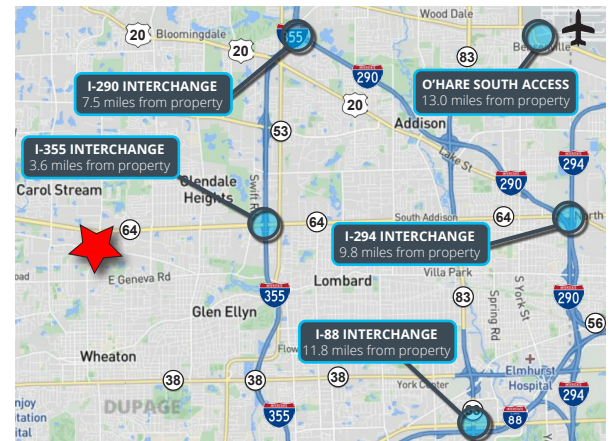 Wood Dale
20
Bloomingdale
20
355
83
Bensenville
I-290 INTERCHANGE
7.5 miles from property
290
O'HARE SOUTH ACCESS
13.0 miles from property
20
53
Addison
I-355 INTERCHANGE
3.6 miles from property
Lake St
294
290
Carol Stream
Glendale
Heights
Swift Rd
64
64
South Addison
64
North
I-294 INTERCHANGE
9.8 miles from property
E Geneva Rd
Villa Park
Lombard
355
83
290
Glen Ellyn
Spring Rd
S York St
I-88 INTERCHANGE
11.8 miles from property
56
Wheaton
38
38
38
York Center
Elmhurst
Hospital
294
DUPAGE
355
88